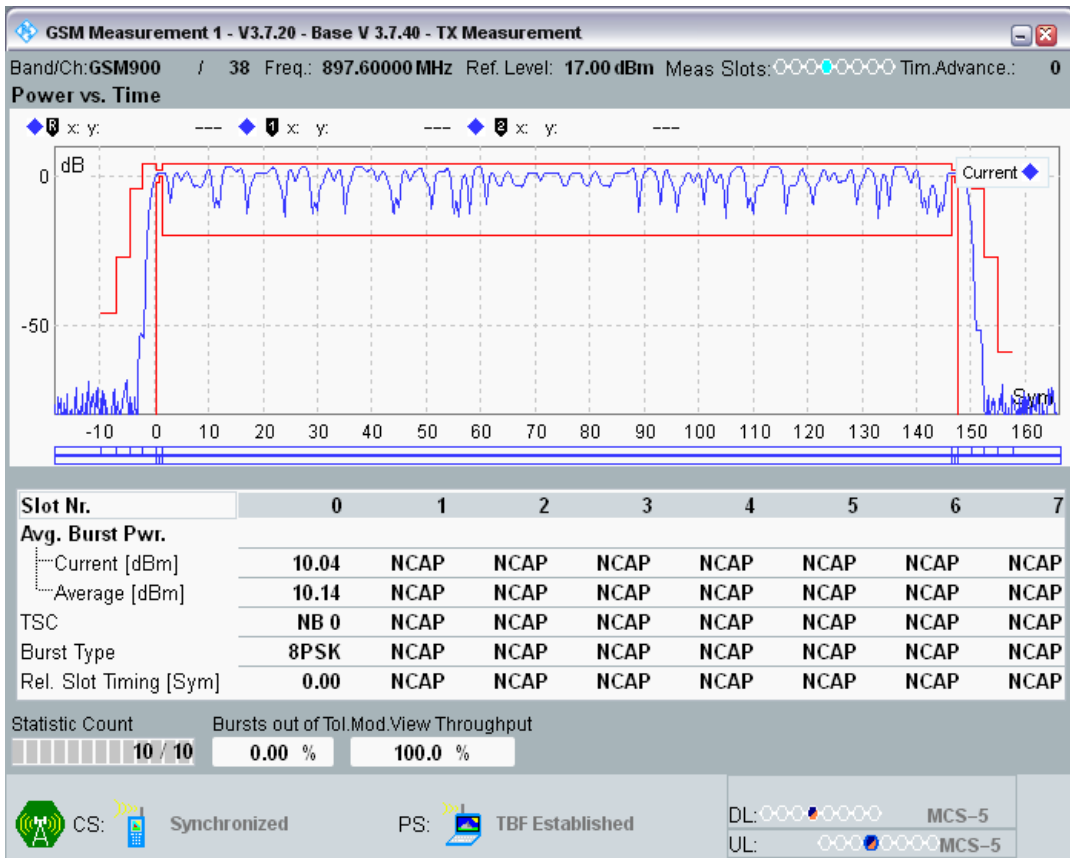 GSM Measurement 1 - V3.7.20 - Base V 3.7.40 - TX Measurement
Band/Ch:GSM900 / 38 Freq.: 897.60000 MHz Ref. Level: 17.00 dBm Meas Slots: Tim.Advance.: 0
Power vs. Time
R x: y: --- 1 x: y: --- 2 x: y: ---
dB
Current
0
-50
Sym
-10 0 10 20 30 40 50 60 70 80 90 100 110 120 130 140 150 160
Slot Nr. 0 1 2 3 4 5 6 7
Avg. Burst Pwr.
Current [dBm] 10.04 NCAP NCAP NCAP NCAP NCAP NCAP NCAP
Average [dBm] 10.14 NCAP NCAP NCAP NCAP NCAP NCAP NCAP
TSC NB 0 NCAP NCAP NCAP NCAP NCAP NCAP NCAP
Burst Type 8PSK NCAP NCAP NCAP NCAP NCAP NCAP NCAP
Rel. Slot Timing [Sym] 0.00 NCAP NCAP NCAP NCAP NCAP NCAP NCAP
Statistic Count Bursts out of Tol.Mod.View Throughput
10 / 10 0.00 % 100.0 %
CS: Synchronized PS: TBF Established
DL: MCS-5
UL: MCS-5